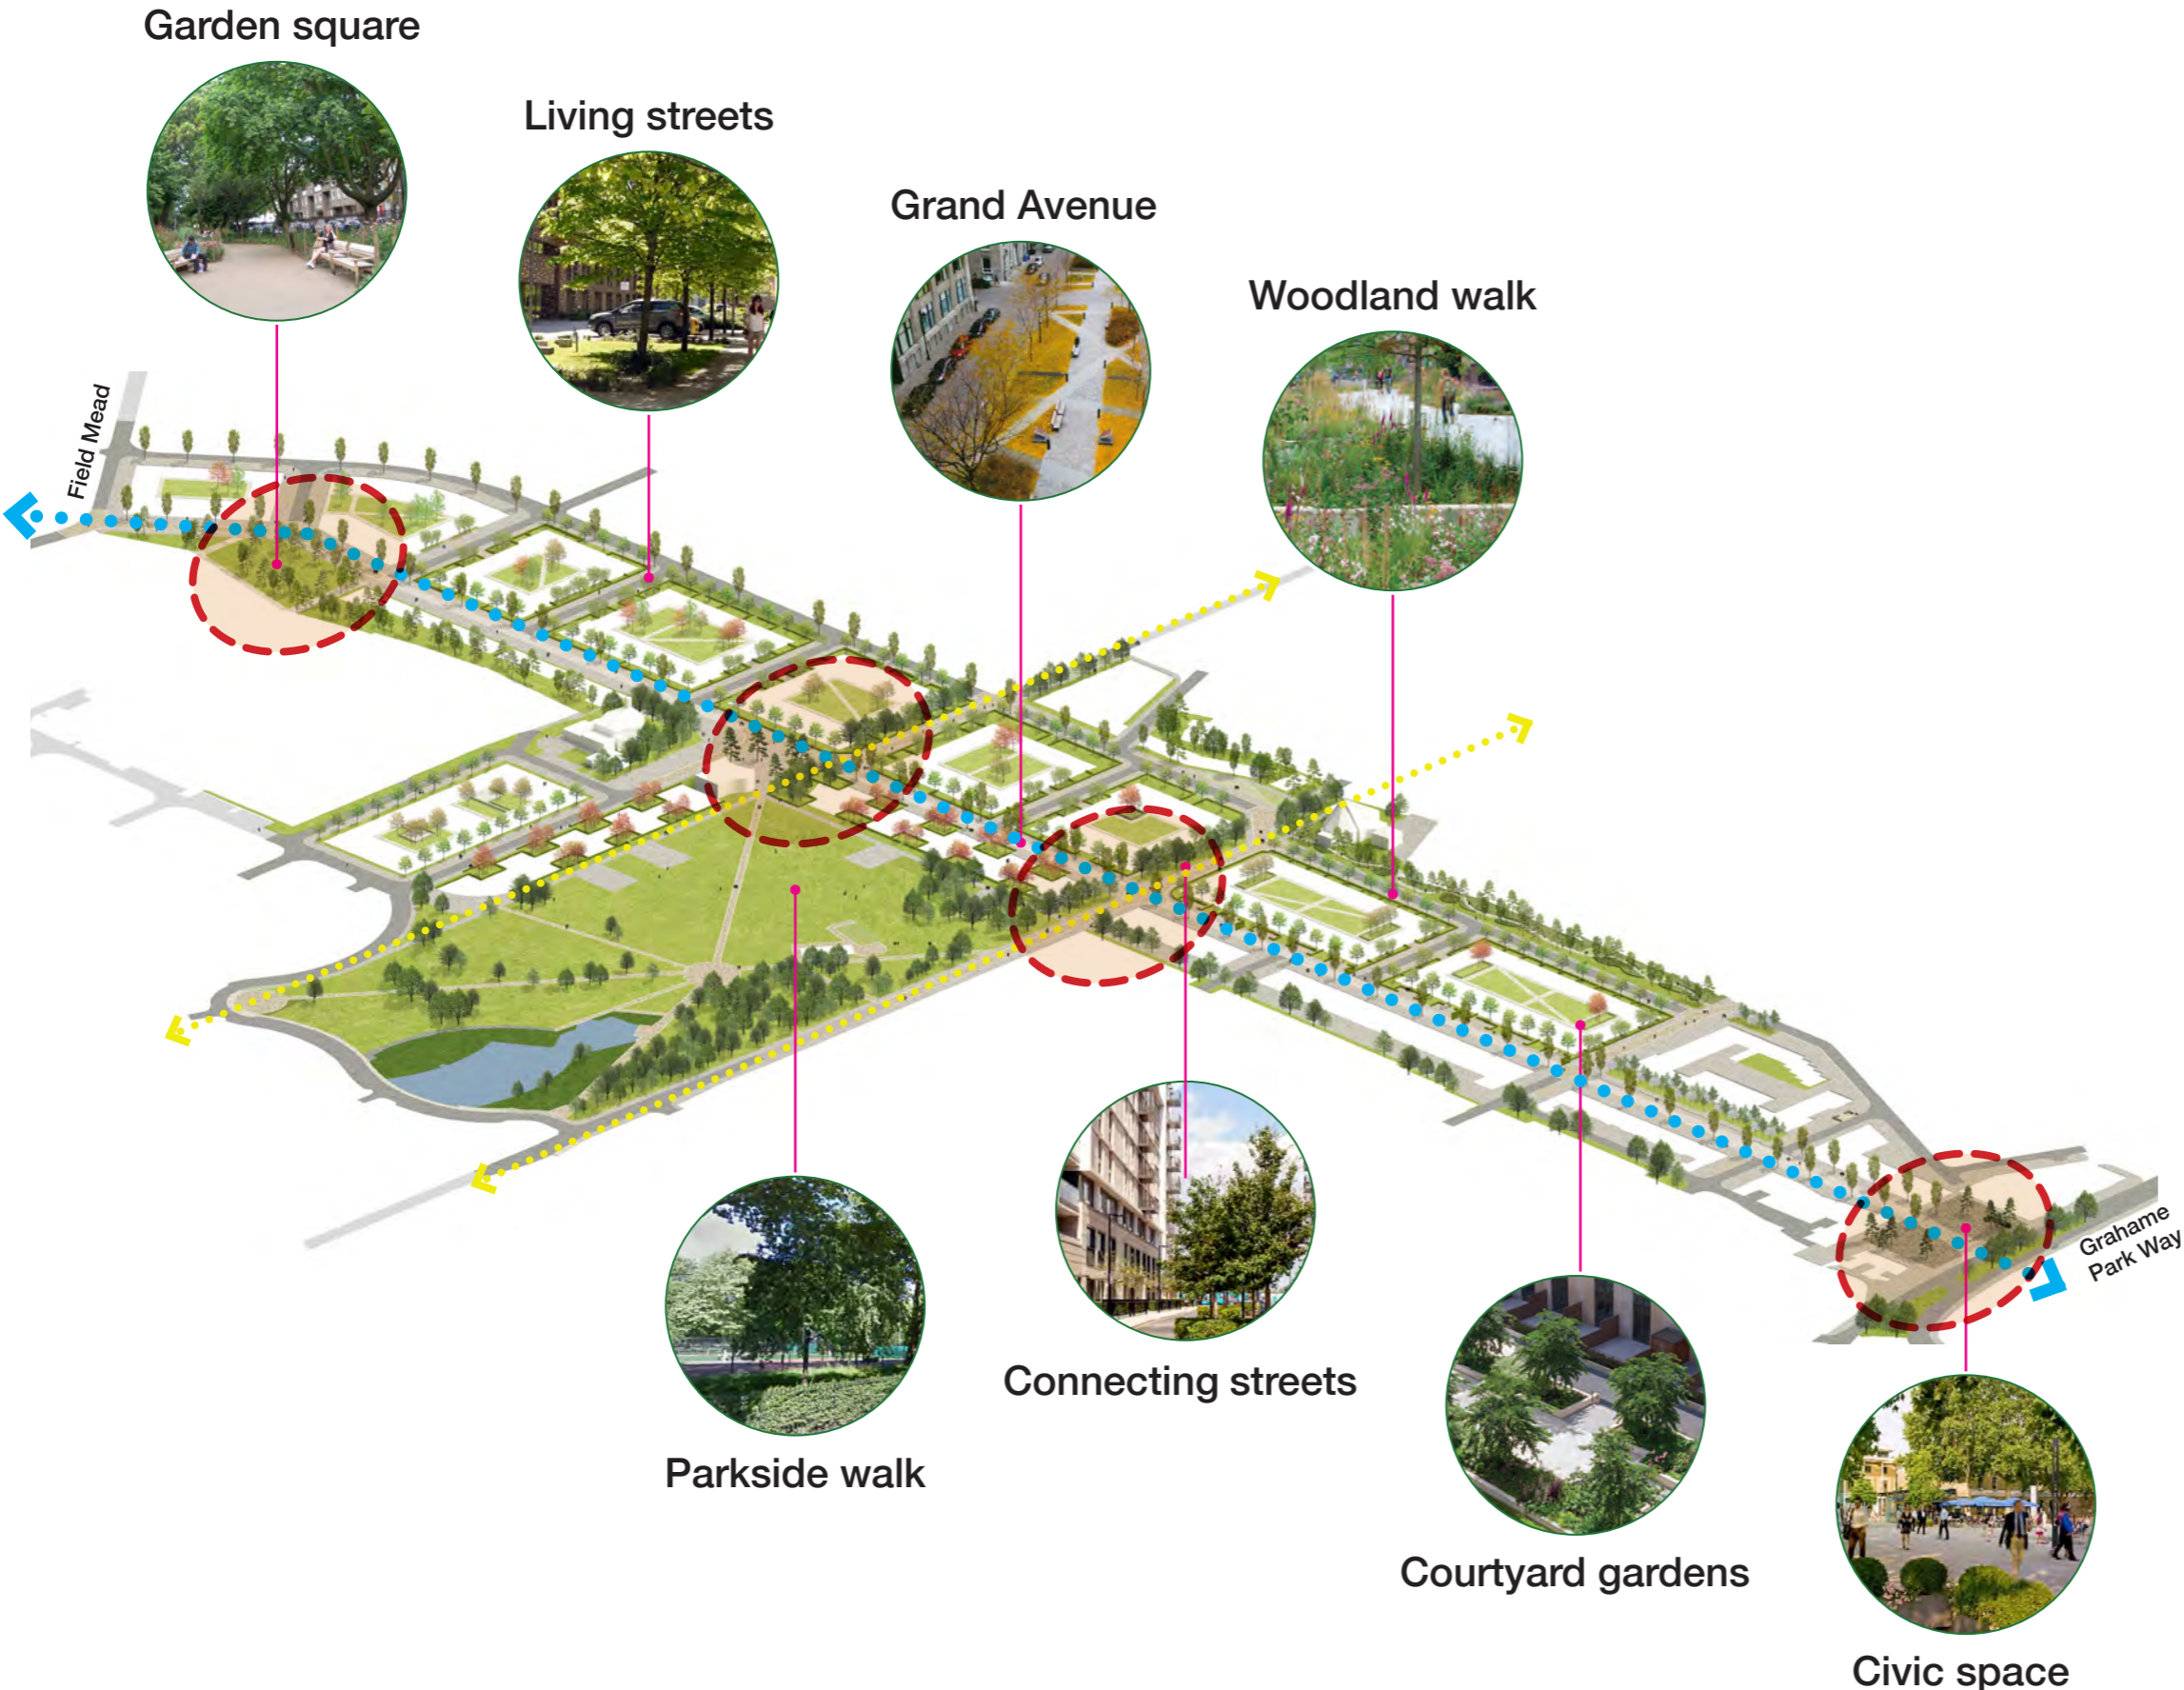 Garden square
Living streets
Grand Avenue
Woodland walk
Field Mead
Grahame
Park Way
Connecting streets
Parkside walk
Courtyard gardens
Civic space